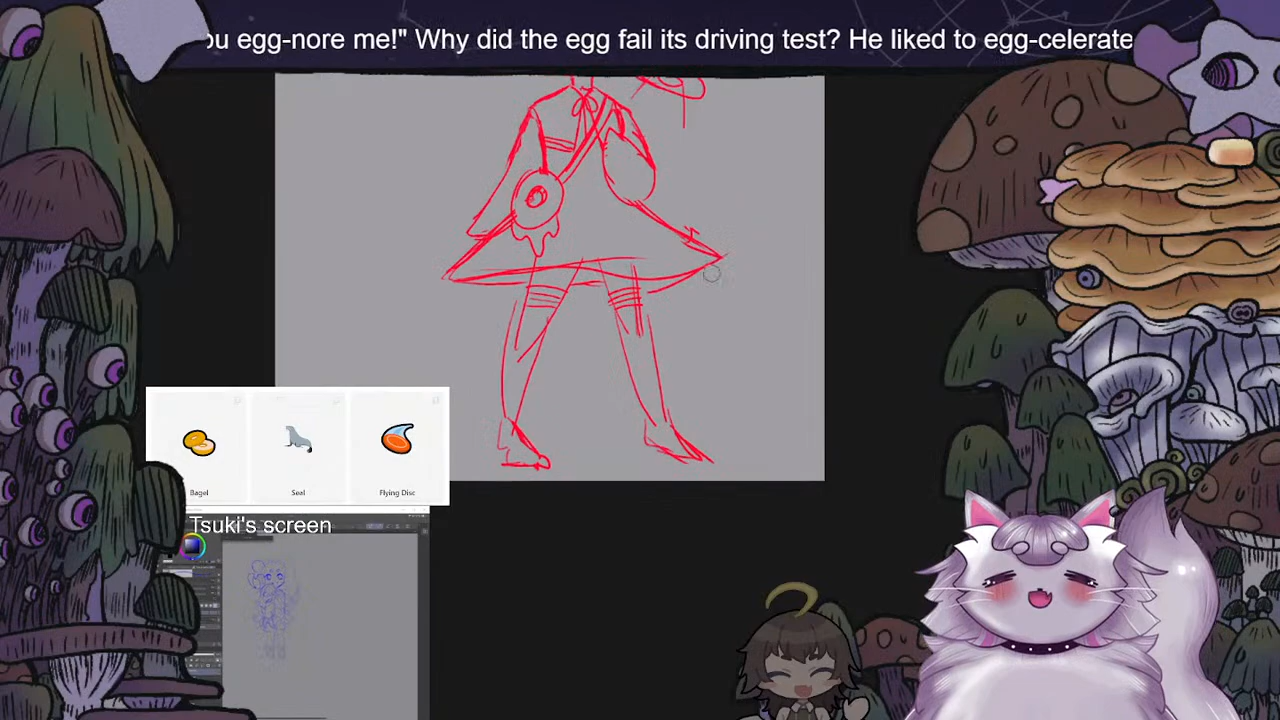 ou egg-nore me!" Why did the egg fail its driving test? He liked to egg-celerate
Bagel
Seal
Flying Disc
Tsuki's screen